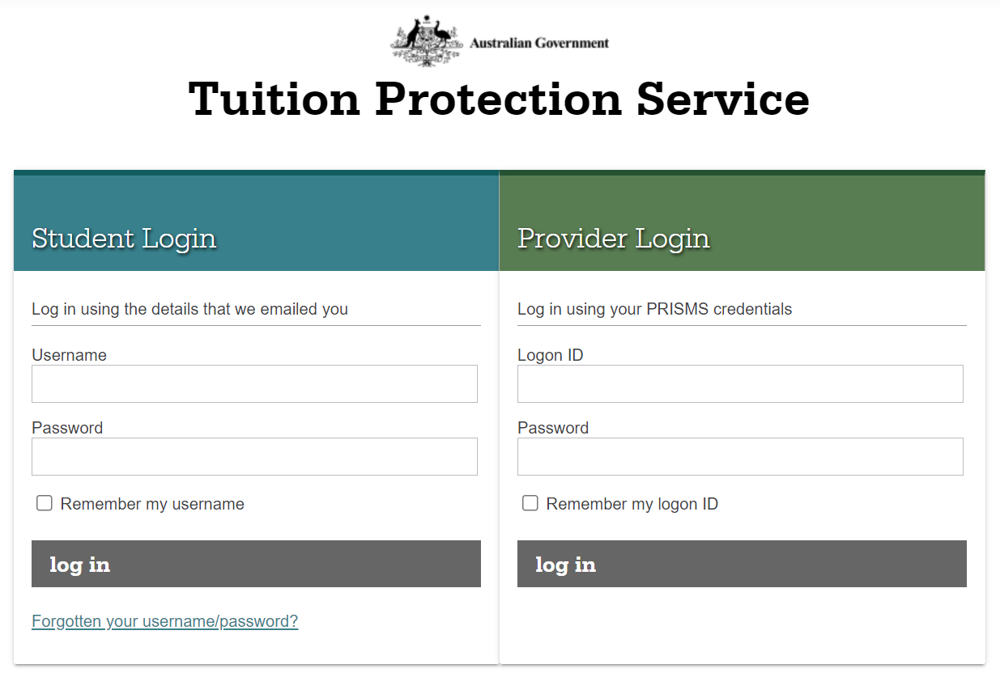 Australian Government
Tuition Protection Service
Student Login
Log in using the details that we emailed you
Username
Password
Remember my username
log in
Forgotten your username/password?
Provider Login
Log in using your PRISMS credentials
Logon ID
Password
Remember my logon ID
log in